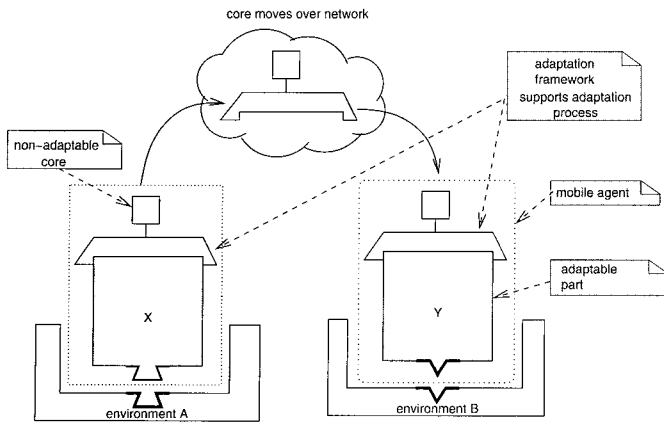 core moves over network
adaptation
framework
supports adaptation
process
non-adaptable
core
mobile agent
adaptable
part
X
Y
environment A
environment B